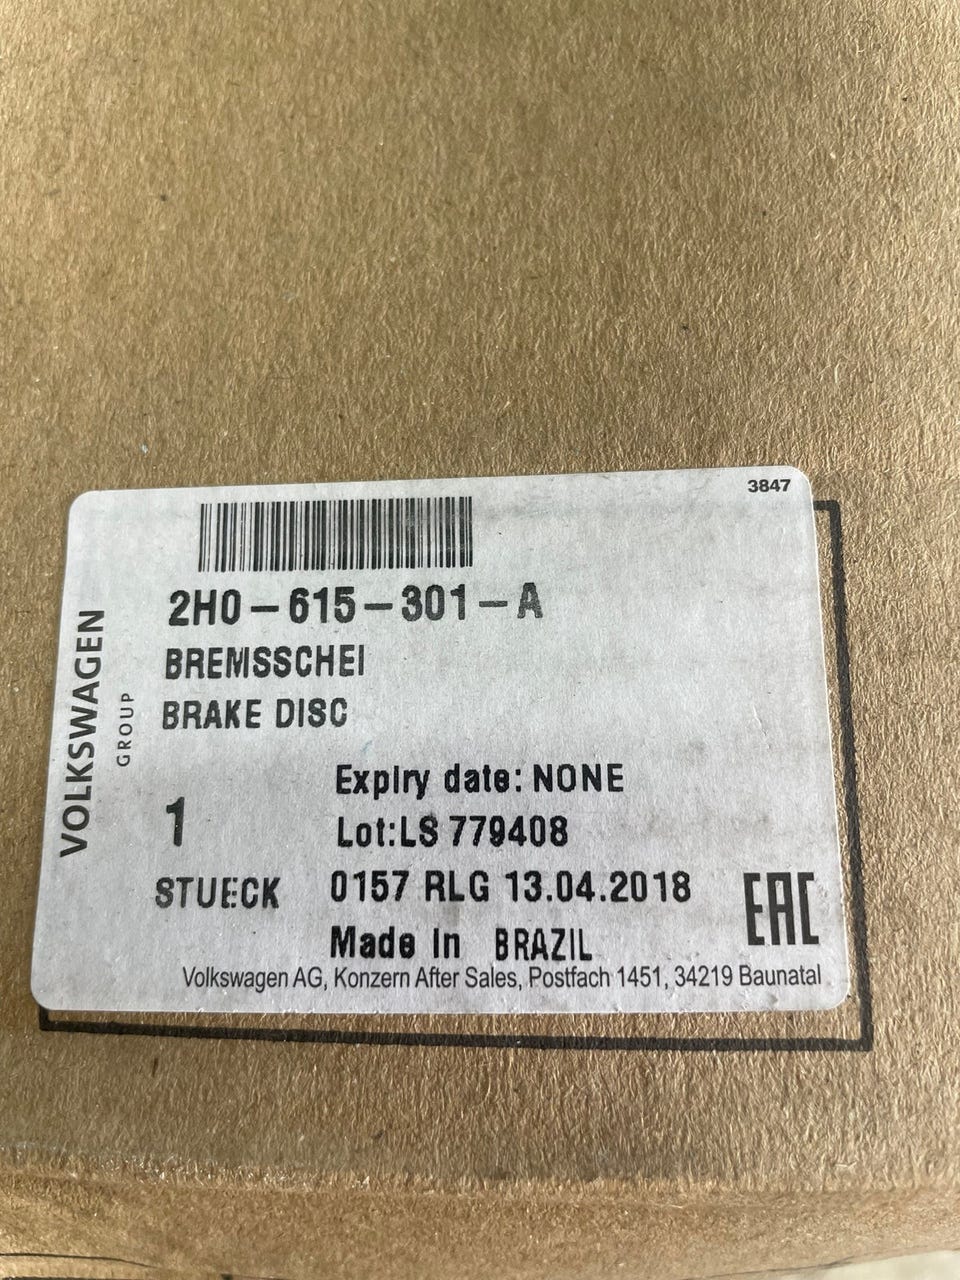 3847
2H0-615-301-A
BREMSSCHEI
BRAKE DISC
VOLKSWAGEN
GROUP
Expiry date: NONE
1
Lot:LS 779408
STUECK
0157 RLG 13.04.2018
EAC
Made in BRAZIL
Volkswagen AG, Konzern After Sales, Postfach 1451, 34219 Baunatal